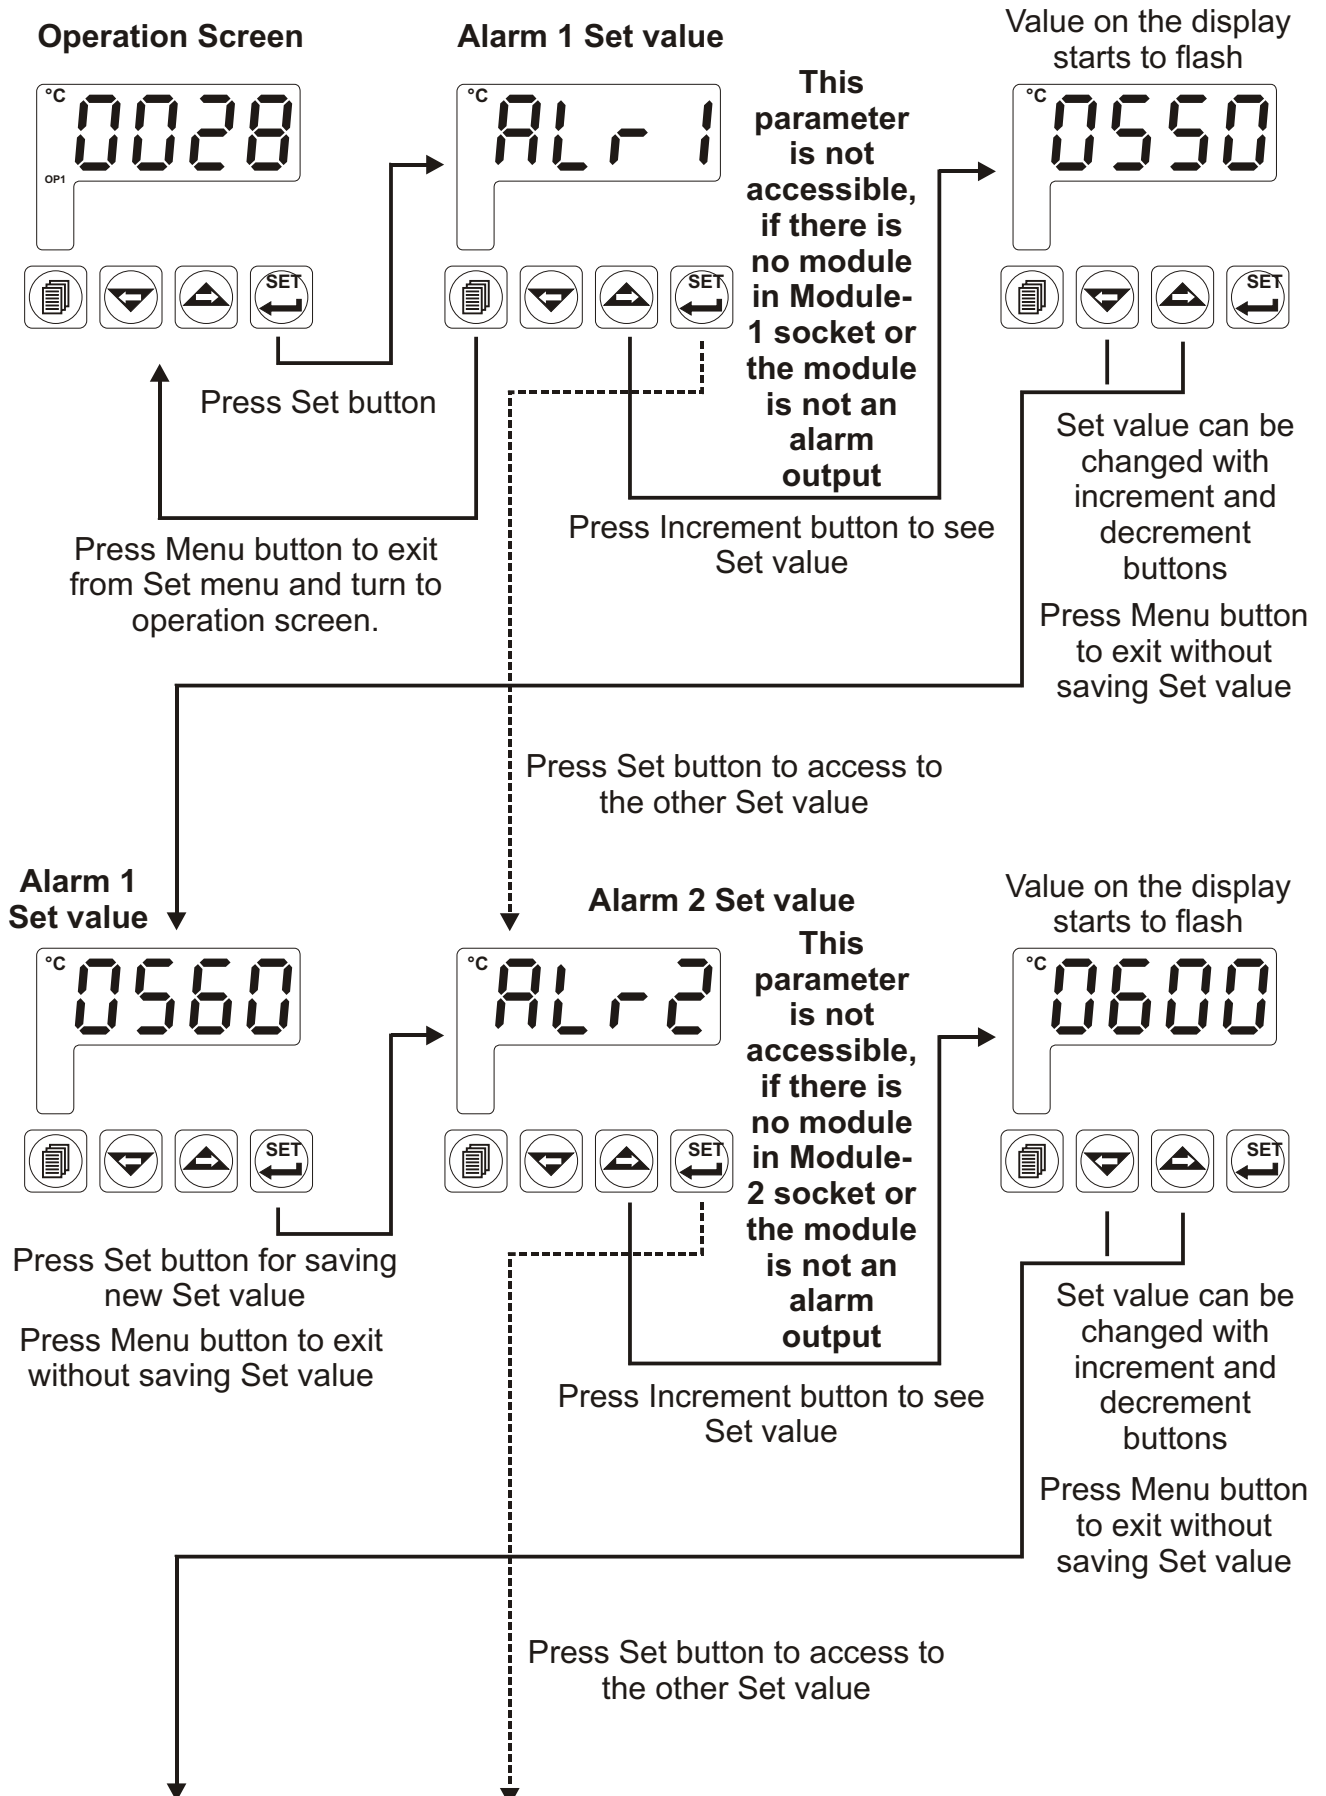 Operation Screen
°C
0028
OP1
SET
Press Set button
Press Menu button to exit
from Set menu and turn to
operation screen.
Alarm 1 Set value
°C
ALr 1
SET
This
parameter
is not
accessible,
if there is
no module
in Module-
1 socket or
the module
is not an
alarm
output
Press Increment button to see
Set value
Value on the display
starts to flash
°C
0550
SET
Set value can be
changed with
increment and
decrement
buttons
Press Menu button
to exit without
saving Set value
Press Set button to access to
the other Set value
Alarm 1
Set value
°C
0560
SET
Press Set button for saving
new Set value
Press Menu button to exit
without saving Set value
Alarm 2 Set value
°C
ALr2
SET
This
parameter
is not
accessible,
if there is
no module
in Module-
2 socket or
the module
is not an
alarm
output
Press Increment button to see
Set value
Value on the display
starts to flash
°C
0600
SET
Set value can be
changed with
increment and
decrement
buttons
Press Menu button
to exit without
saving Set value
Press Set button to access to
the other Set value